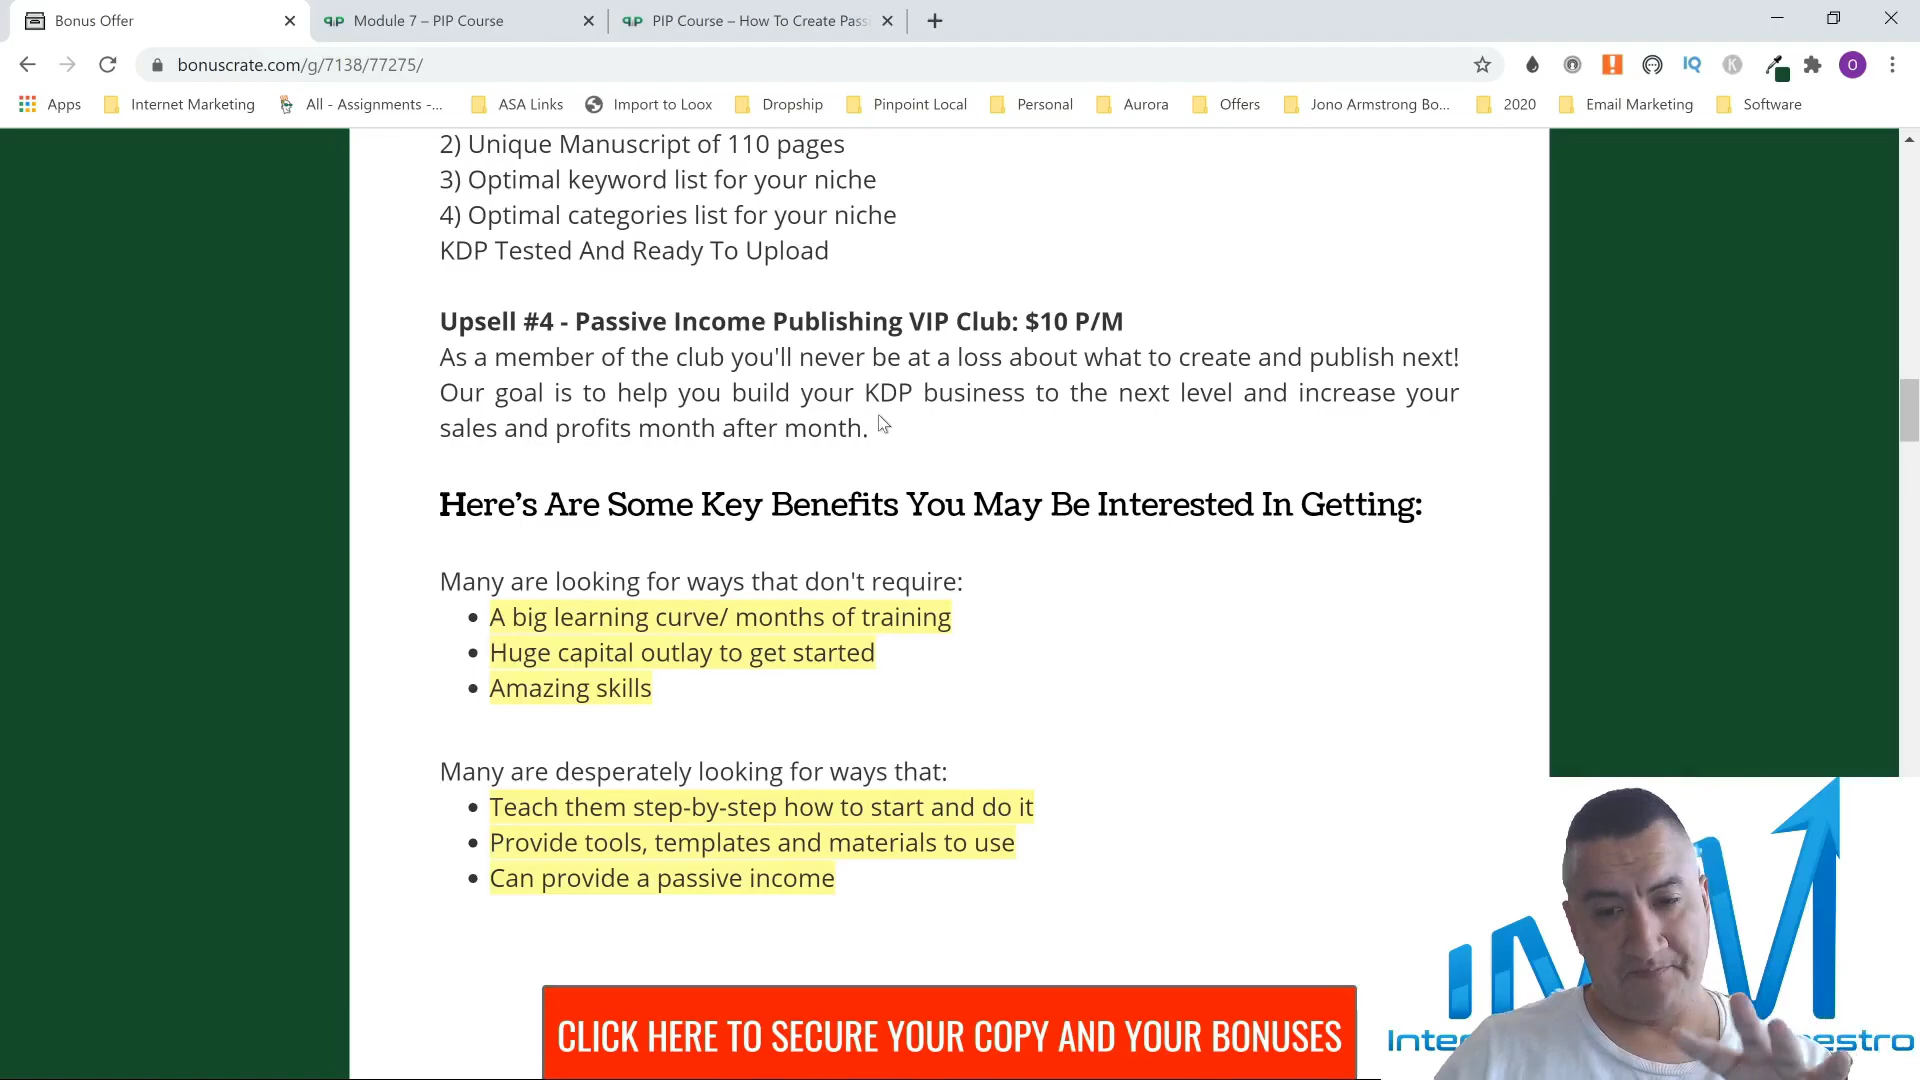 Bonus Offer
PIP Module 7 – PIP Course
PIP PIP Course – How To Create Pass
bonuscrate.com/g/7138/77275/
IQ K O
Apps Internet Marketing All - Assignments -... ASA Links Import to Loox Dropship Pinpoint Local Personal Aurora Offers Jono Armstrong Bo... 2020 Email Marketing Software
2) Unique Manuscript of 110 pages
3) Optimal keyword list for your niche
4) Optimal categories list for your niche
KDP Tested And Ready To Upload
Upsell #4 - Passive Income Publishing VIP Club: $10 P/M
As a member of the club you'll never be at a loss about what to create and publish next!
Our goal is to help you build your KDP business to the next level and increase your
sales and profits month after month.
Here’s Are Some Key Benefits You May Be Interested In Getting:
Many are looking for ways that don't require:
• A big learning curve/ months of training
• Huge capital outlay to get started
• Amazing skills
Many are desperately looking for ways that:
• Teach them step-by-step how to start and do it
• Provide tools, templates and materials to use
• Can provide a passive income
CLICK HERE TO SECURE YOUR COPY AND YOUR BONUSES